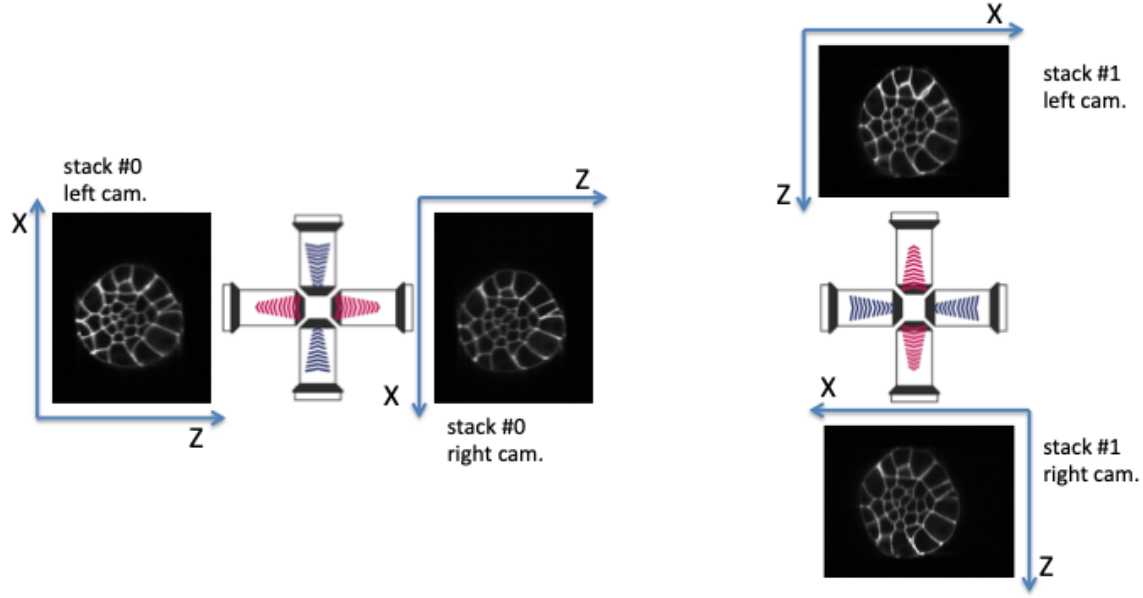 stack #0
left cam.
X
Z
Z
X
stack #0
right cam.
X
stack #1
left cam.
Z
X
stack #1
right cam.
Z